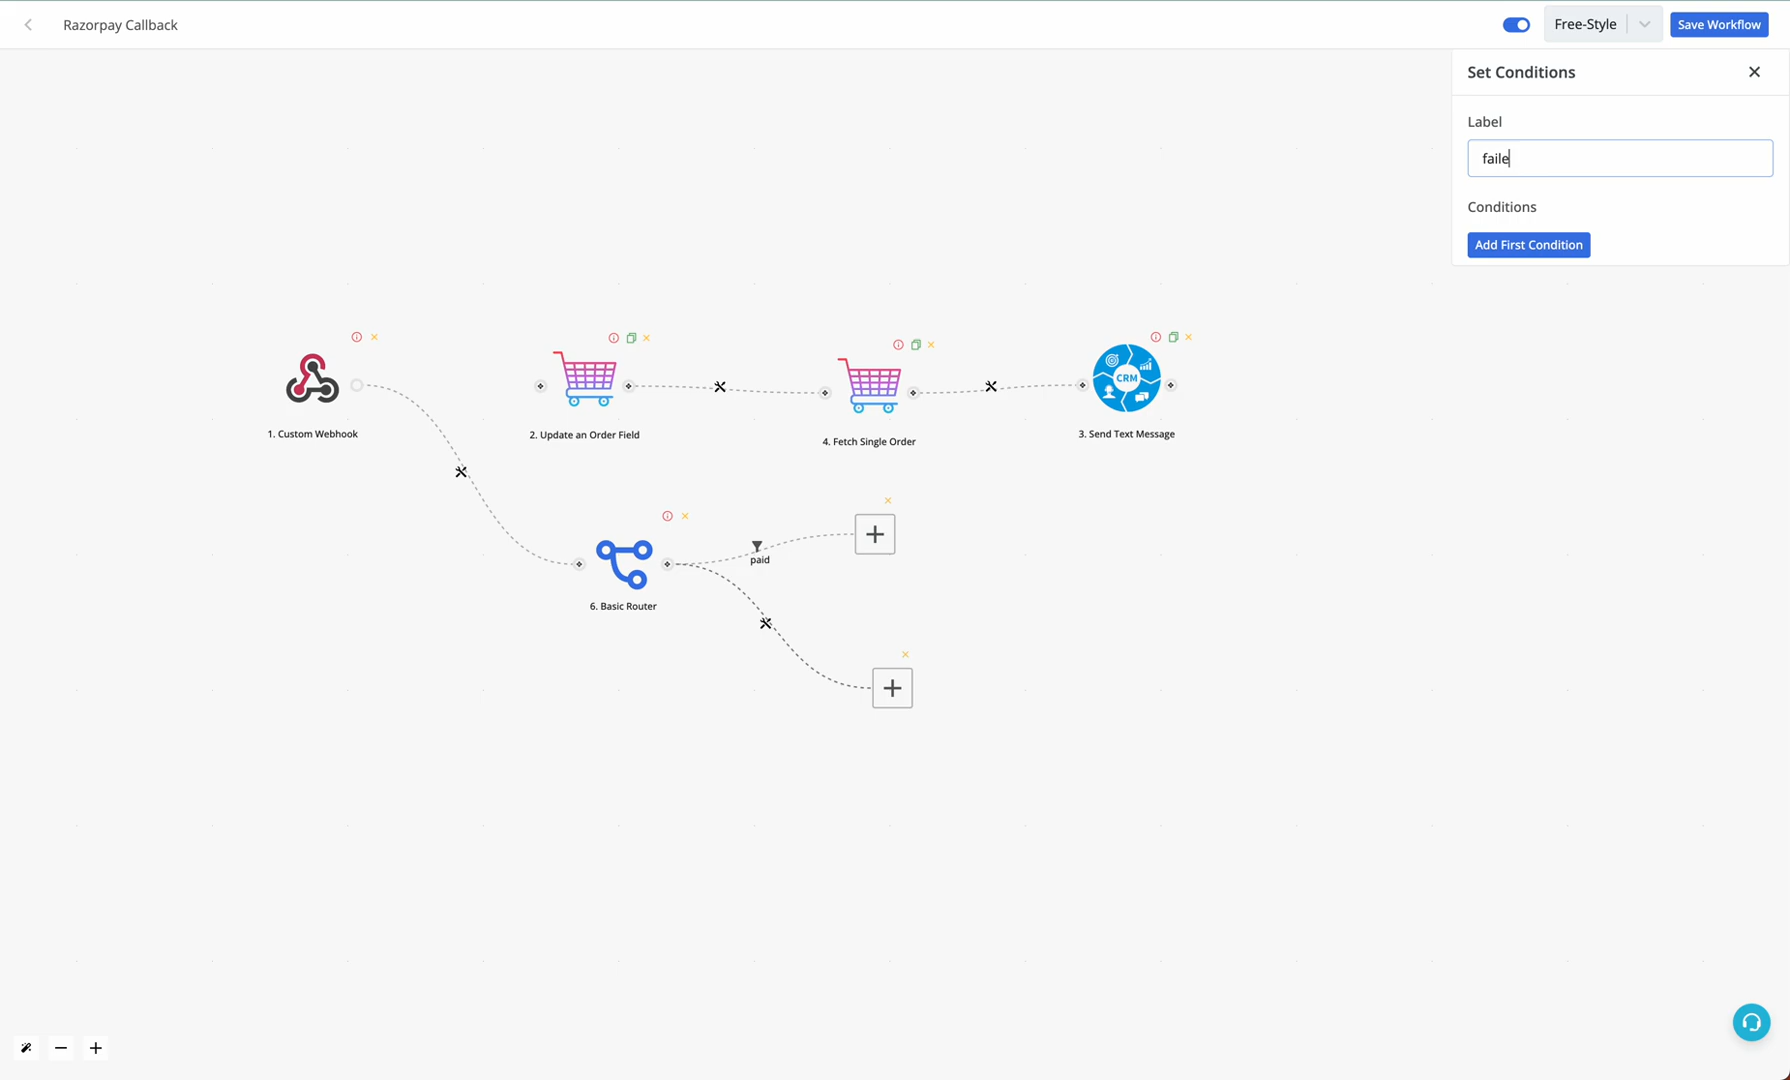 Razorpay Callback
Free-Style
Save Workflow
Set Conditions
Label
faile
Conditions
Add First Condition
CRM
1. Custom Webhook
2. Update an Order Field
4. Fetch Single Order
3. Send Text Message
paid
6. Basic Router